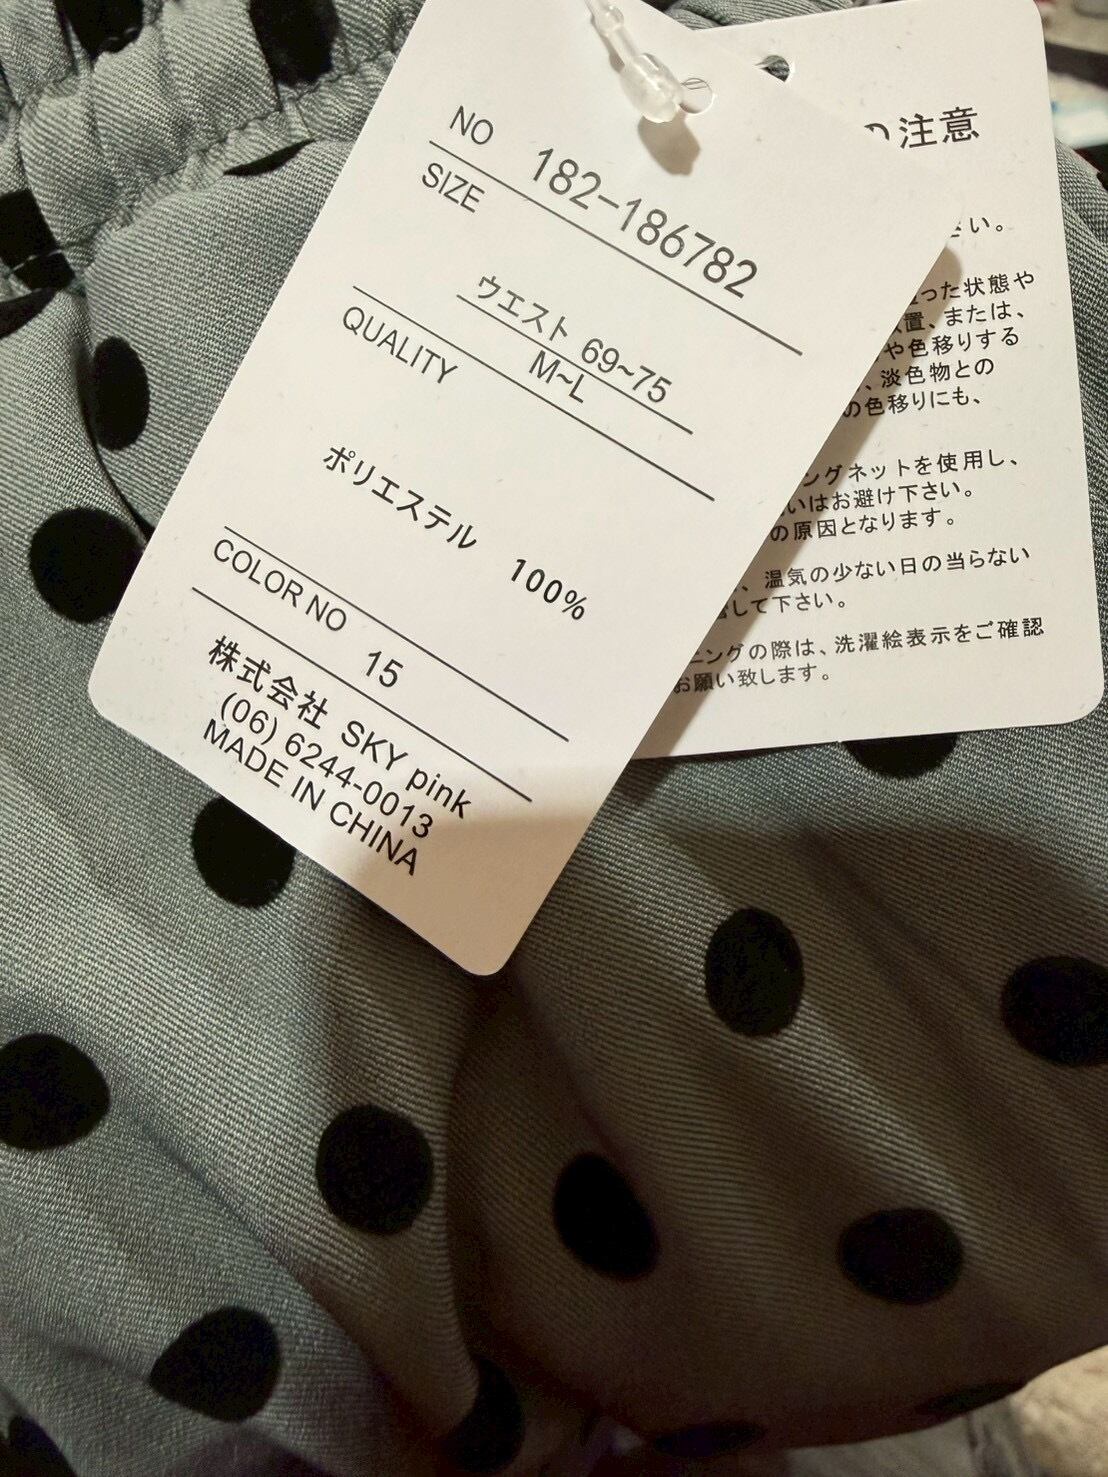 NO 182-186782
SIZE
ウエスト 69~75
M~L
QUALITY
ポリエステル 100%
COLOR NO 15
株式会社 SKY pink
(06) 6244-0013
MADE IN CHINA
の注意
さい。
った状態や
置、または、
や色移りする
、淡色物との
の色移りにも、
ングネットを使用し、
いはお避け下さい。
の原因となります。
、温気の少ない日の当らない
して下さい。
ニングの際は、洗濯絵表示をご確認
お願い致します。